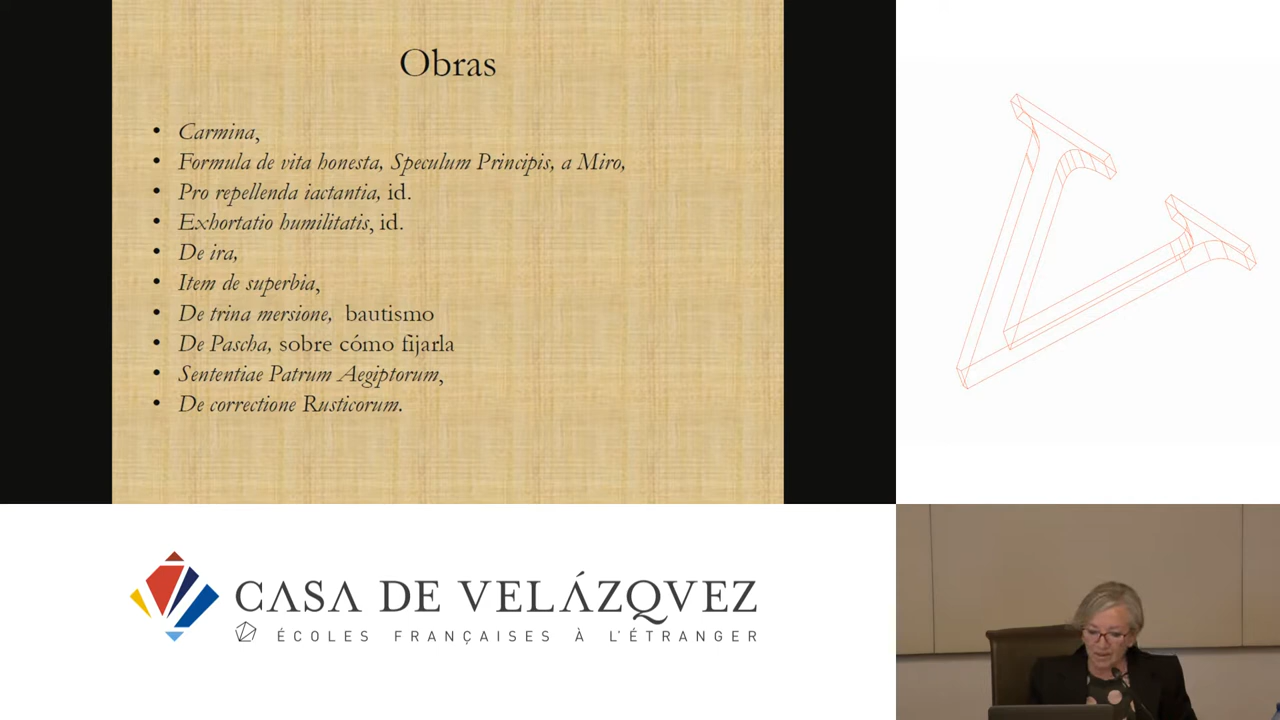 Obras
• Carmina,
• Formula de vita honesta, Speculum Principis, a Miro,
• Pro repellenda iactantia, id.
• Exhortatio humilitatis, id.
• De ira,
• Item de superbia,
• De trina mersione, bautismo
• De Pascha, sobre cómo fijarla
• Sententiae Patrum Aegiptorum,
• De correctione Rusticorum.
CASA DE VELÁZQVEZ
ÉCOLES FRANÇAISES À L'ÉTRANGER